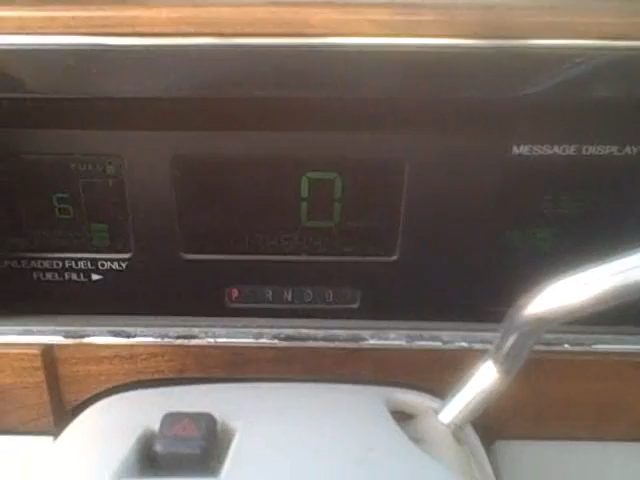 MESSAGE DISPLAY
FUEL
6
0
UNLEADED FUEL ONLY
FUEL FILL
P R N D D